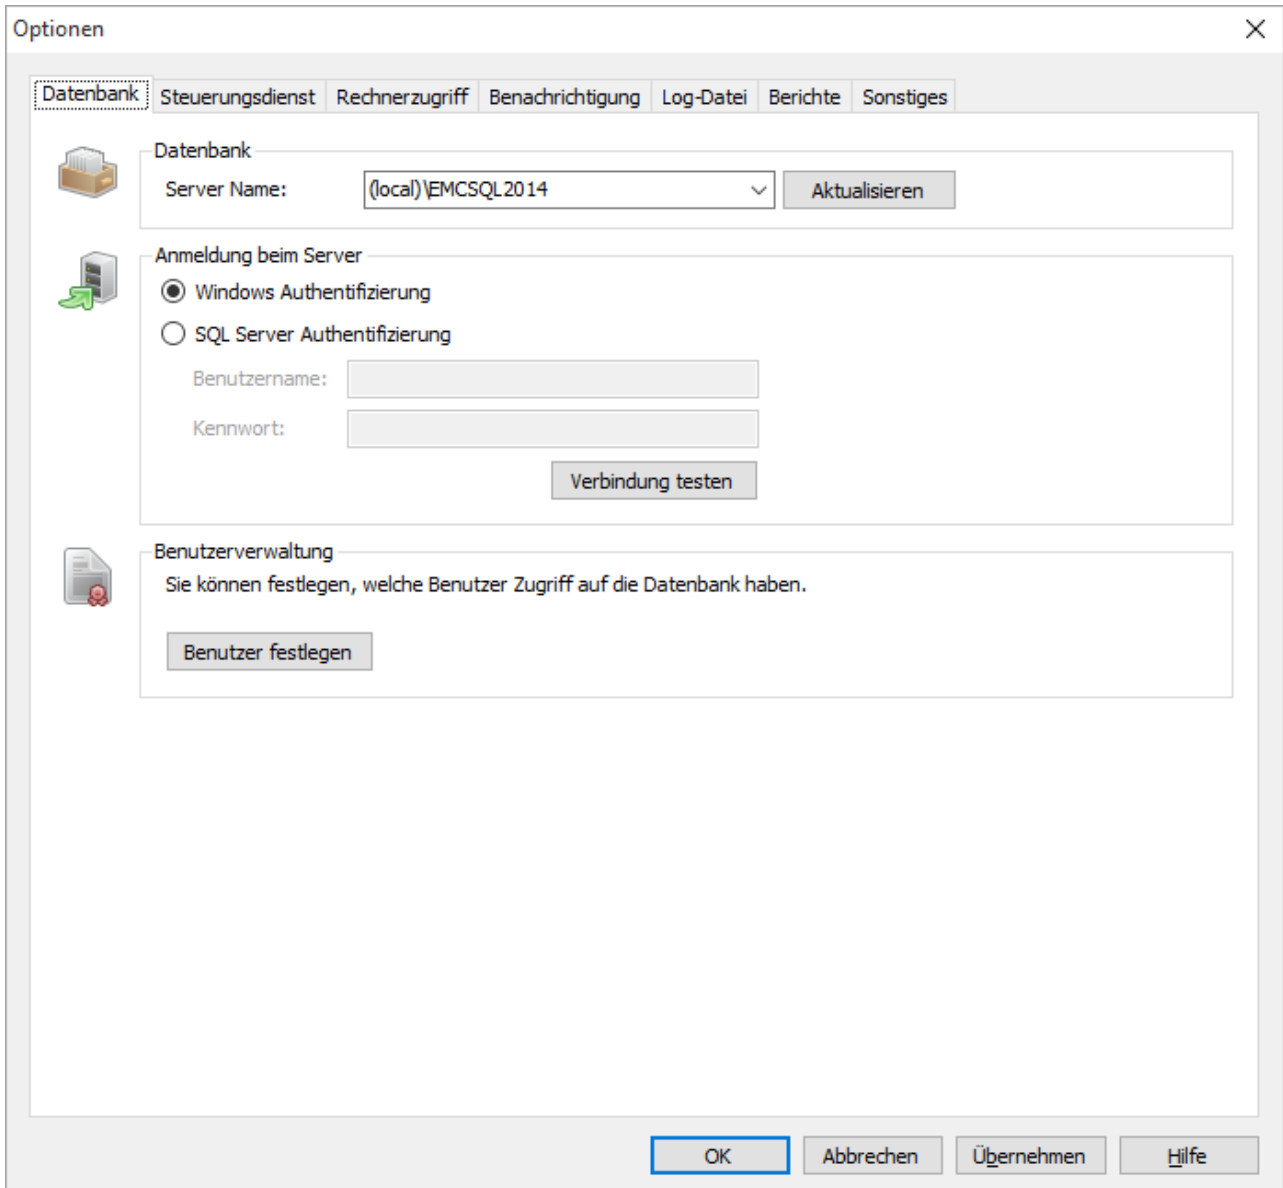 Optionen
Datenbank Steuerungsdienst Rechnerzugriff Benachrichtigung Log-Datei Berichte Sonstiges
Datenbank
Server Name: (local)\EMCSQL2014 Aktualisieren
Anmeldung beim Server
Windows Authentifizierung
SQL Server Authentifizierung
Benutzername:
Kennwort:
Verbindung testen
Benutzerverwaltung
Sie können festlegen, welche Benutzer Zugriff auf die Datenbank haben.
Benutzer festlegen
OK Abbrechen Übernehmen Hilfe